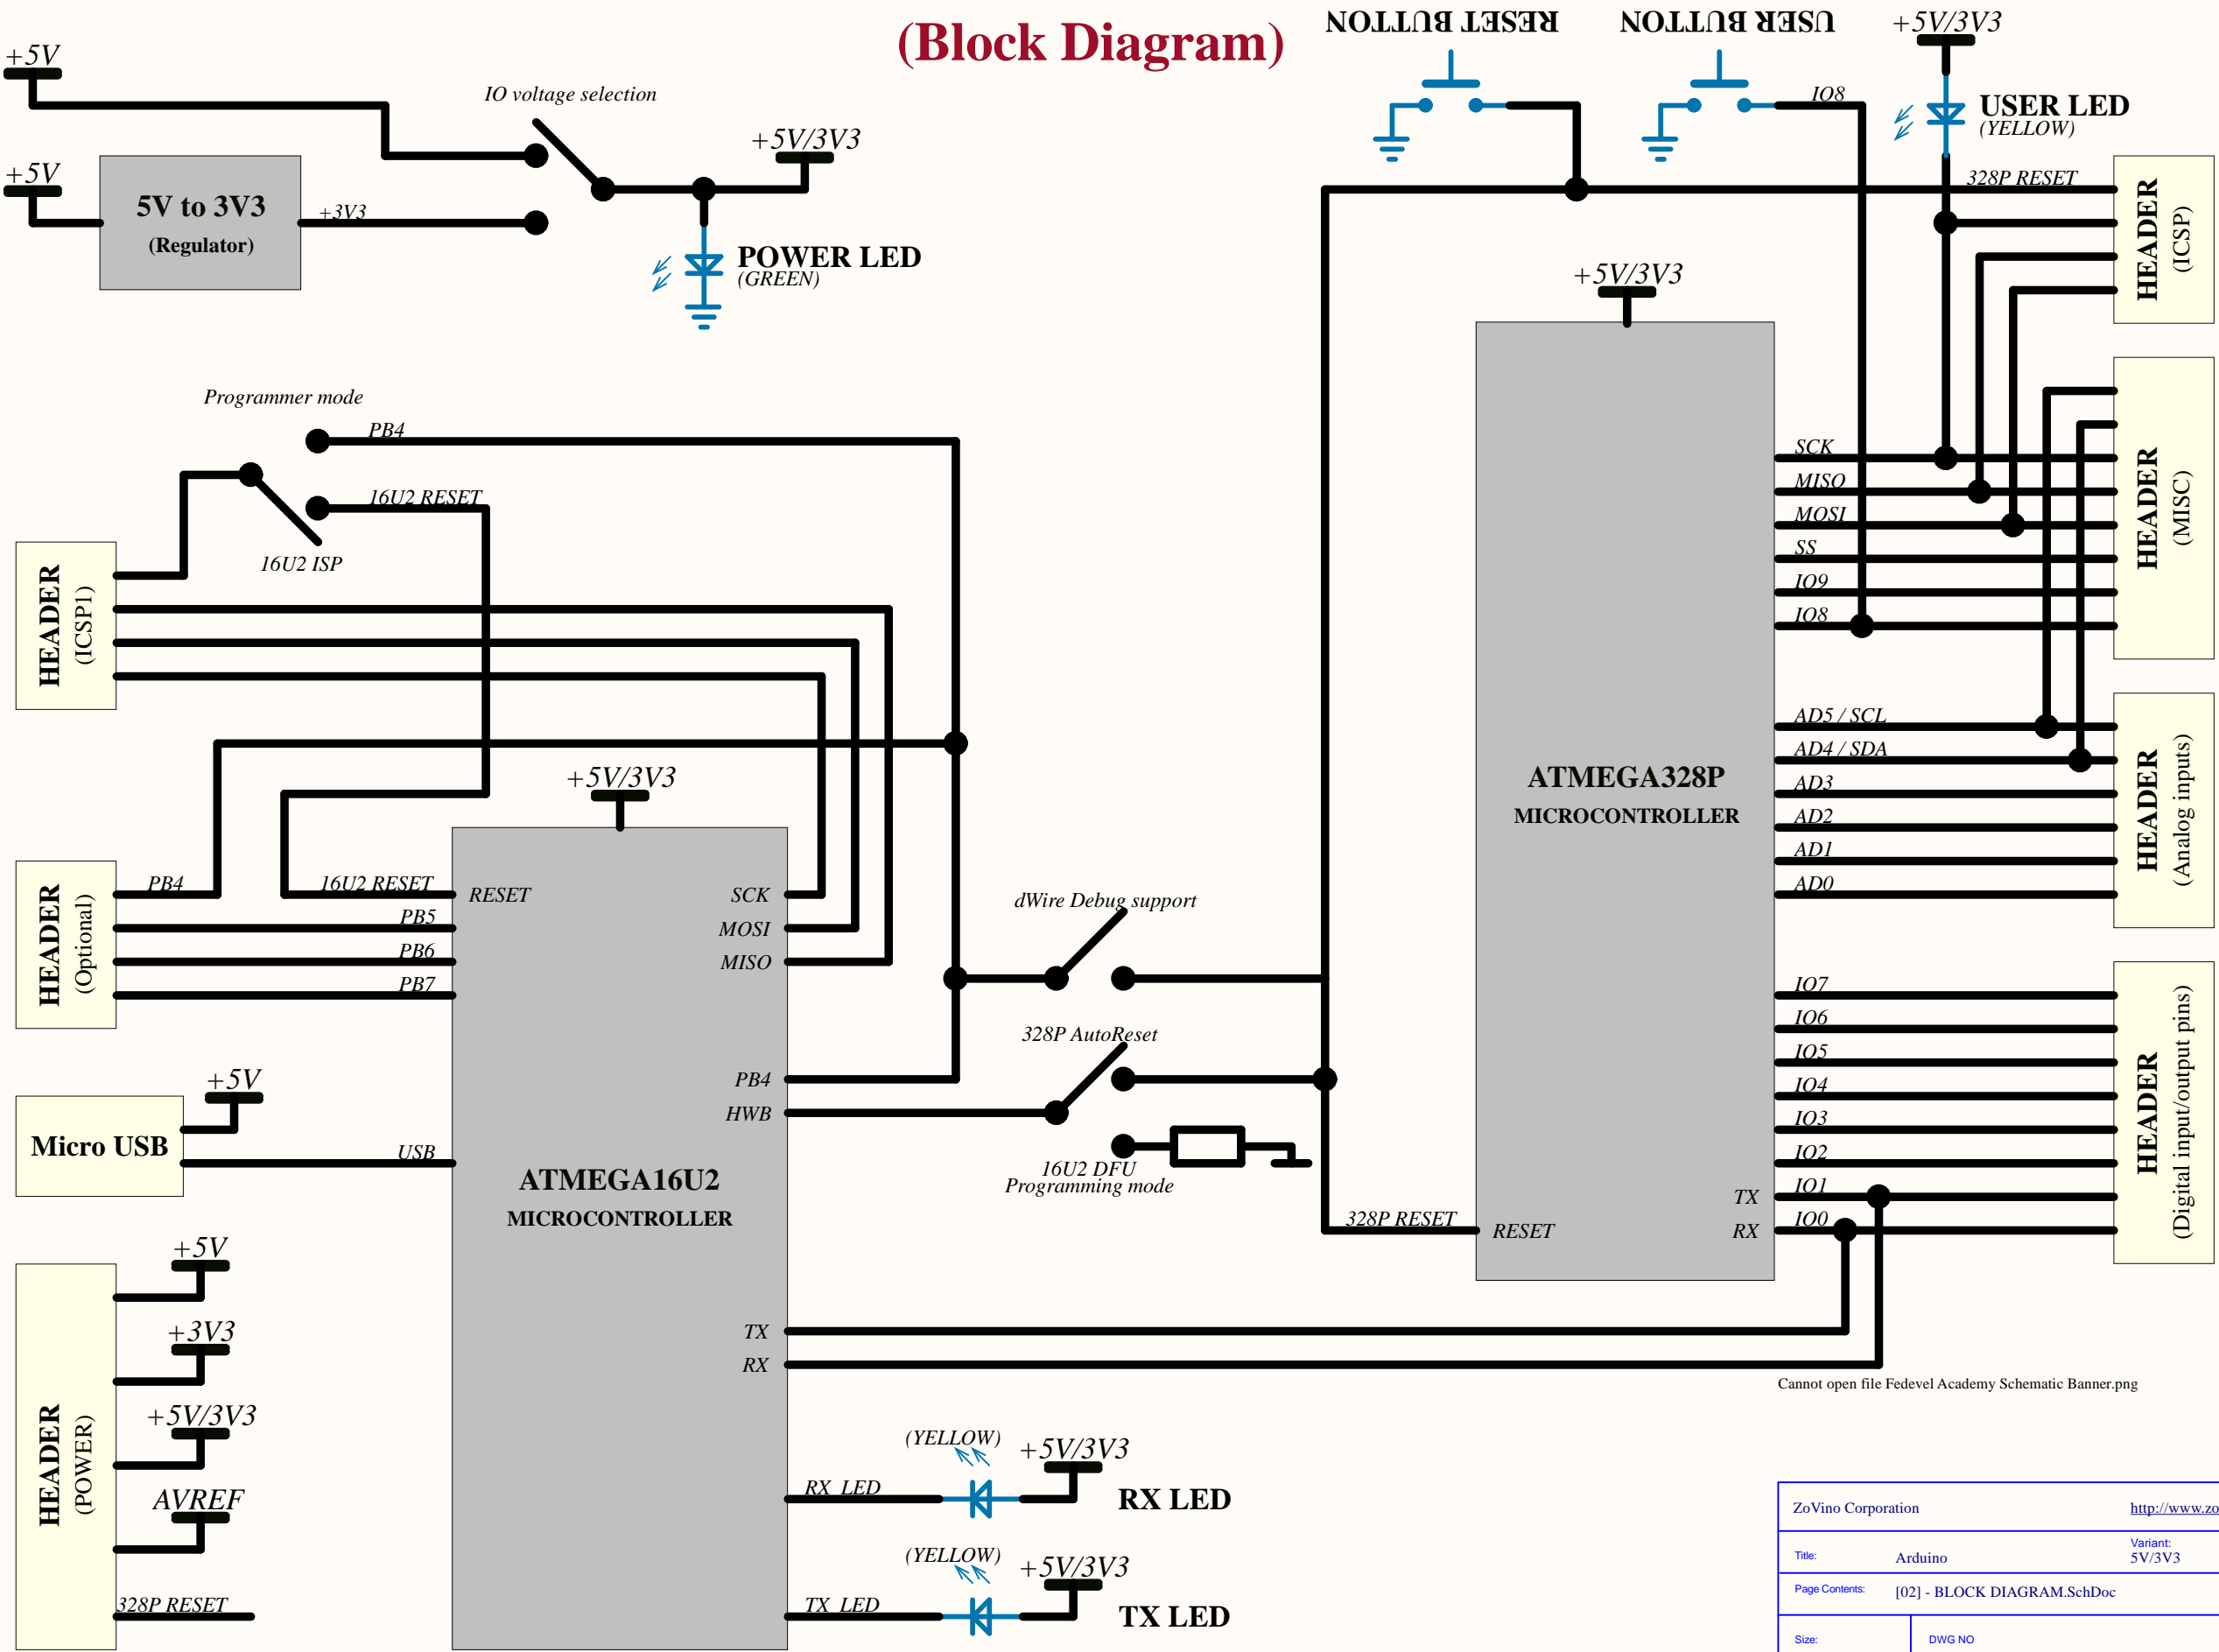 (Block Diagram)
RESET BUTTON
USER BUTTON
+5V/3V3
+5V
IO voltage selection
IO8
USER LED
(YELLOW)
+5V/3V3
+5V
5V to 3V3
(Regulator)
+3V3
POWER LED
(GREEN)
328P RESET
HEADER
(ICSP)
+5V/3V3
Programmer mode
PB4
16U2 RESET
16U2 ISP
HEADER
(ICSP1)
SCK
MISO
MOSI
SS
IO9
IO8
HEADER
(MISC)
AD5 / SCL
AD4 / SDA
AD3
AD2
AD1
AD0
HEADER
(Analog inputs)
ATMEGA328P
MICROCONTROLLER
+5V/3V3
HEADER
(Optional)
PB4
16U2 RESET
PB5
PB6
PB7
RESET
SCK
MOSI
MISO
dWire Debug support
328P AutoReset
PB4
HWB
16U2 DFU
Programming mode
+5V
Micro USB
USB
ATMEGA16U2
MICROCONTROLLER
328P RESET
RESET
IO7
IO6
IO5
IO4
IO3
IO2
TX
IO1
RX
IO0
HEADER
(Digital input/output pins)
HEADER
(POWER)
+5V
+3V3
+5V/3V3
AVREF
328P RESET
TX
RX
Cannot open file Fedevel Academy Schematic Banner.png
(YELLOW)
+5V/3V3
RX LED
RX LED
(YELLOW)
+5V/3V3
TX LED
TX LED
ZoVino Corporation
http://www.zo
Title:
Arduino
Variant:
5V/3V3
Page Contents:
[02] - BLOCK DIAGRAM.SchDoc
Size:
DWG NO